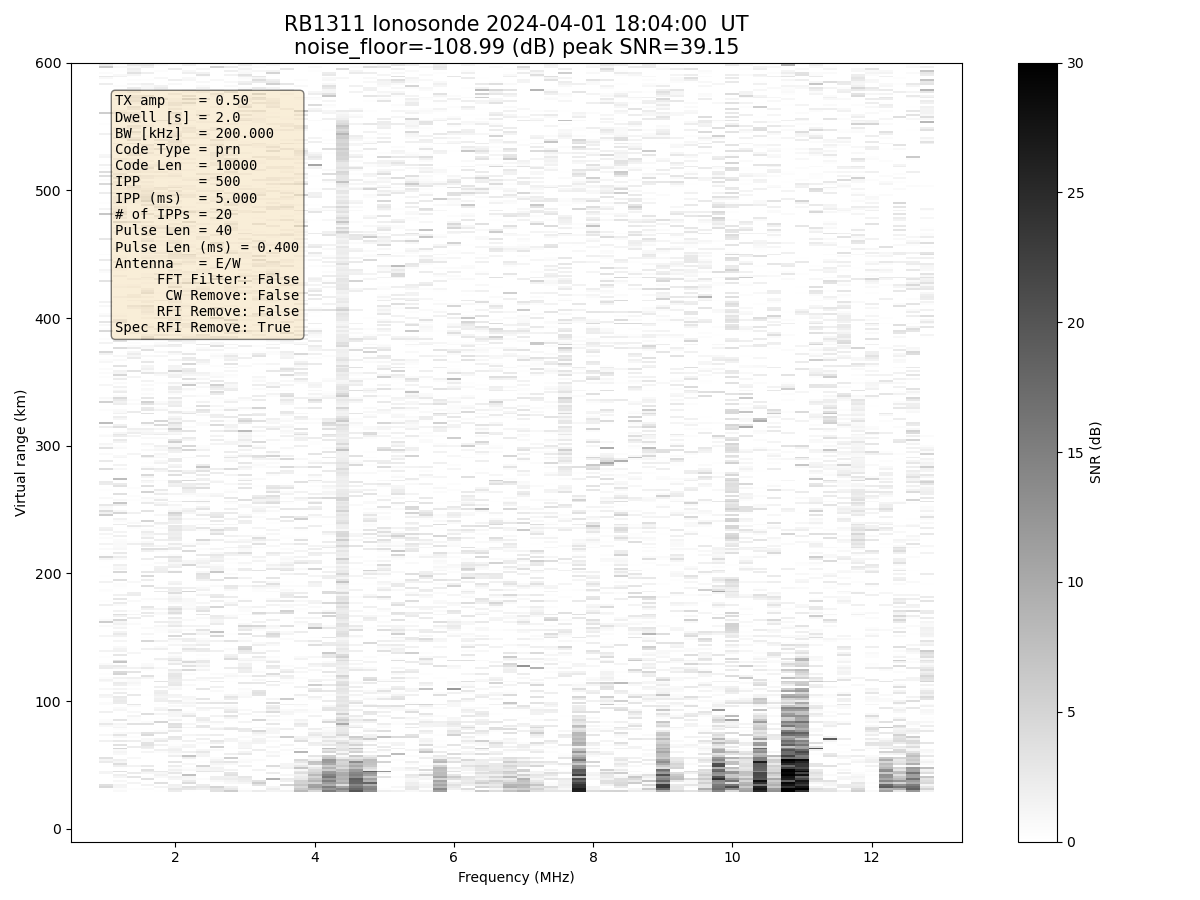 RB1311 Ionosonde 2024-04-01 18:04:00 UT
noise_floor=-108.99 (dB) peak SNR=39.15
600
500
400
300
200
100
0
Virtual range (km)
TX amp = 0.50
Dwell [s] = 2.0
BW [kHz] = 200.000
Code Type = prn
Code Len = 10000
IPP = 500
IPP (ms) = 5.000
# of IPPs = 20
Pulse Len = 40
Pulse Len (ms) = 0.400
Antenna = E/W
FFT Filter: False
CW Remove: False
RFI Remove: False
Spec RFI Remove: True
2 4 6 8 10 12
Frequency (MHz)
30
25
20
15
10
5
0
SNR (dB)